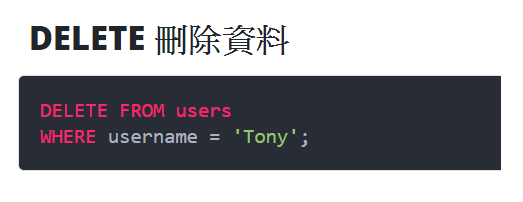 DELETE 刪除資料
DELETE FROM users
WHERE username = 'Tony';